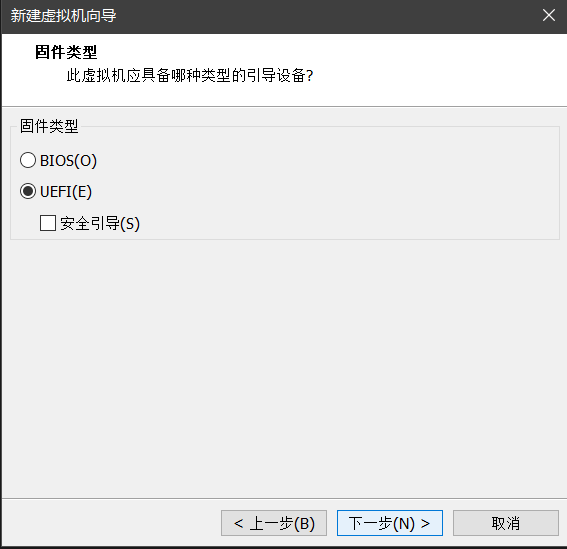 新建虚拟机向导
固件类型
此虚拟机应具备哪种类型的引导设备?
固件类型
BIOS(O)
UEFI(E)
安全引导(S)
< 上一步(B) 下一步(N) > 取消